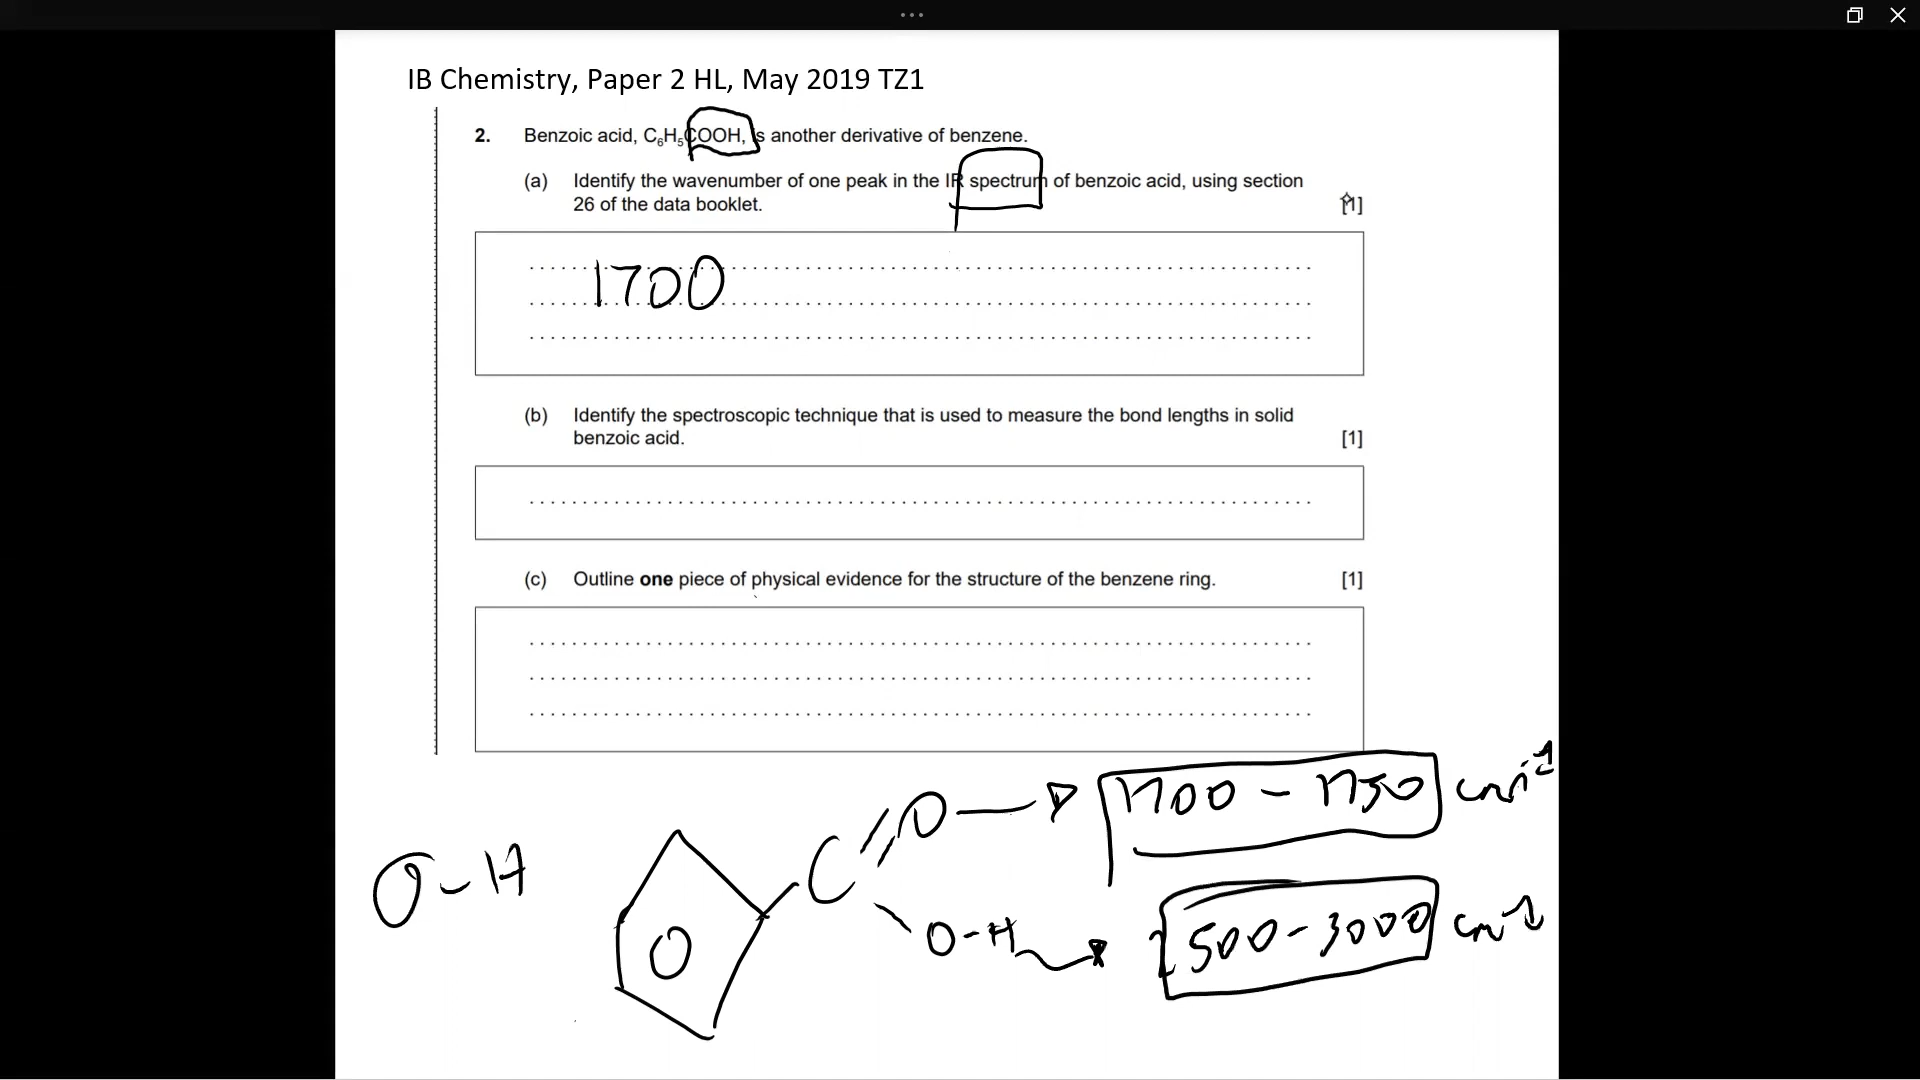 IB Chemistry, Paper 2 HL, May 2019 TZ1
2. Benzoic acid, C₆H₅COOH, is another derivative of benzene.
(a) Identify the wavenumber of one peak in the IR spectrum of benzoic acid, using section
26 of the data booklet. [1]
1700
(b) Identify the spectroscopic technique that is used to measure the bond lengths in solid
benzoic acid. [1]
(c) Outline one piece of physical evidence for the structure of the benzene ring. [1]
C=O → 1700 - 1750 cm⁻¹
O-H
O-H → 2500-3000 cm⁻¹